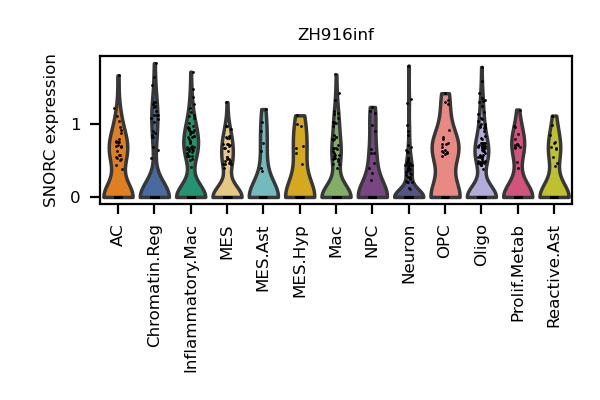 ZH916inf
SNORC expression
1
0
AC
Chromatin.Reg
Inflammatory.Mac
MES
MES.Ast
MES.Hyp
Mac
NPC
Neuron
OPC
Oligo
Prolif.Metab
Reactive.Ast